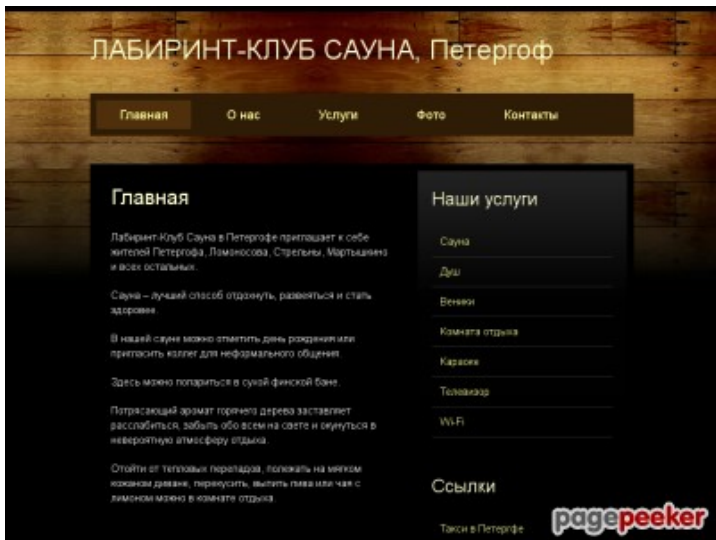 ЛАБИРИНТ-КЛУБ САУНА, Петергоф
Главная
О нас
Услуги
Фото
Контакты
Главная
Лабиринт-Клуб Сауна в Петергофе приглашает к себе
жителей Петергофа, Ломоносова, Стрельны, Мартышкино
и всех остальных.
Сауна – лучший способ отдохнуть, развеяться и стать
здоровее.
В нашей сауне можно отметить день рождения или
пригласить коллег для неформального общения.
Здесь можно попариться в сухой финской бане.
Потрясающий аромат горячего дерева заставляет
расслабиться, забыть обо всем на свете и окунуться в
невероятную атмосферу отдыха.
Отойти от тепловых перепадов, полежать на мягком
кожаном диване, перекусить, выпить пива или чая с
лимоном можно в комнате отдыха.
Наши услуги
Сауна
Душ
Веники
Комната отдыха
Караоке
Телевизор
Wi-Fi
Ссылки
Такси в Петергфе
pagepeeker